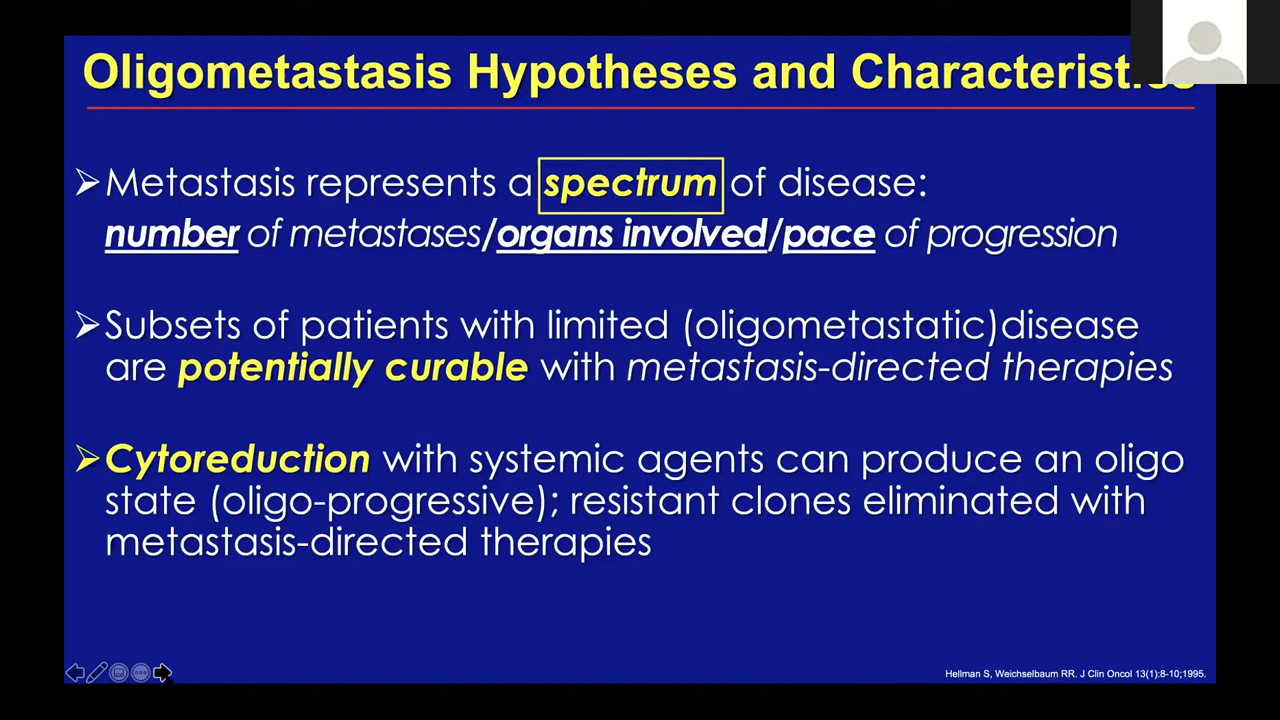 Oligometastasis Hypotheses and Characteristics
➢Metastasis represents a spectrum of disease:
number of metastases/organs involved/pace of progression
➢Subsets of patients with limited (oligometastatic)disease
are potentially curable with metastasis-directed therapies
➢Cytoreduction with systemic agents can produce an oligo
state (oligo-progressive); resistant clones eliminated with
metastasis-directed therapies
Hellman S, Weichselbaum RR. J Clin Oncol 13(1):8-10;1995.